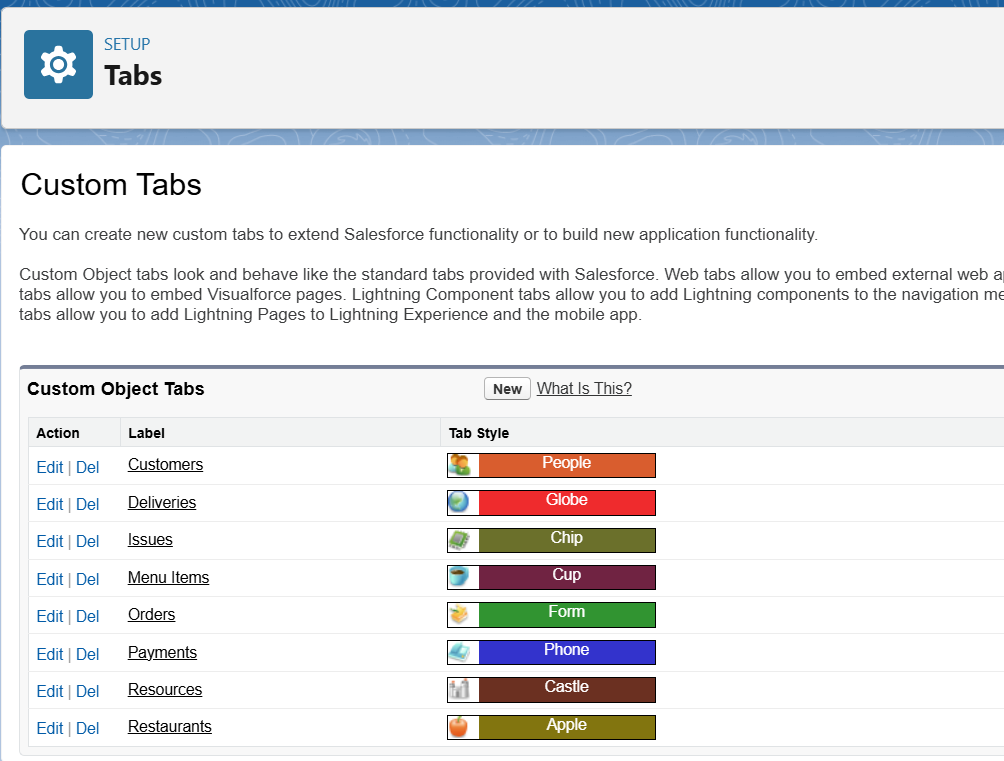 SETUP
Tabs
Custom Tabs
You can create new custom tabs to extend Salesforce functionality or to build new application functionality.
Custom Object tabs look and behave like the standard tabs provided with Salesforce. Web tabs allow you to embed external web
tabs allow you to embed Visualforce pages. Lightning Component tabs allow you to add Lightning components to the navigation
tabs allow you to add Lightning Pages to Lightning Experience and the mobile app.
Custom Object Tabs New What Is This?
Action Label Tab Style
Edit | Del Customers People
Edit | Del Deliveries Globe
Edit | Del Issues Chip
Edit | Del Menu Items Cup
Edit | Del Orders Form
Edit | Del Payments Phone
Edit | Del Resources Castle
Edit | Del Restaurants Apple